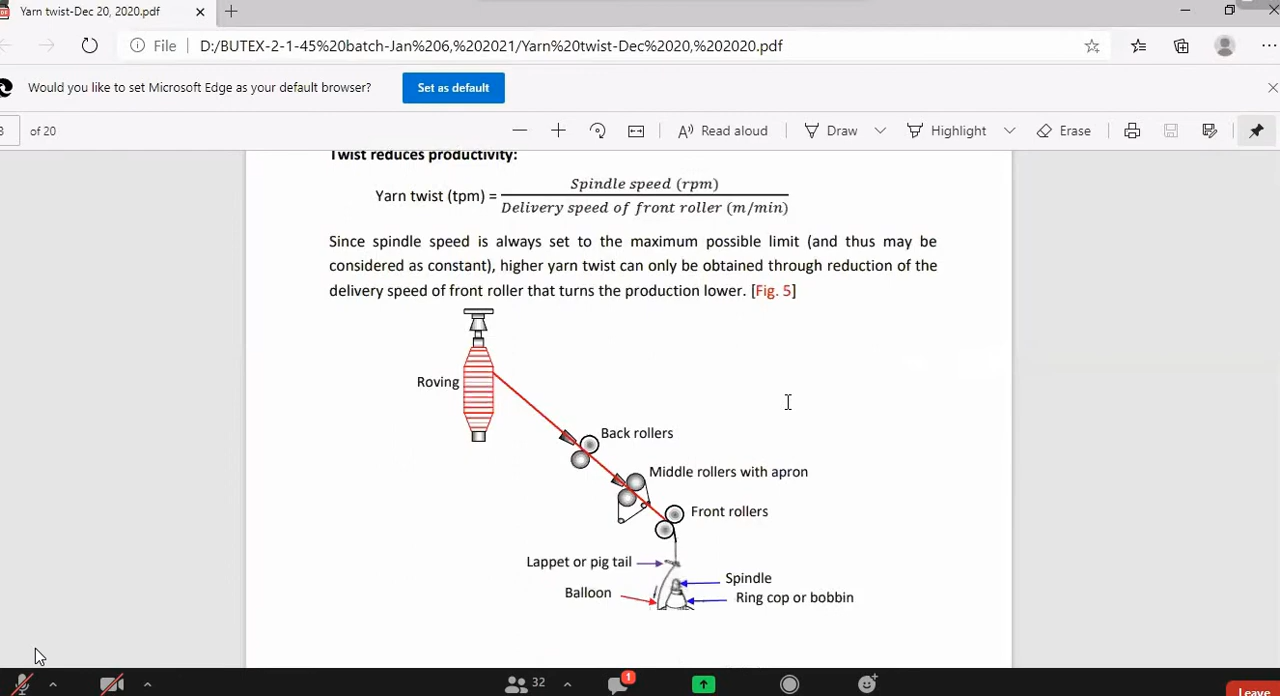 Yarn twist-Dec 20, 2020.pdf
File
D:/BUTEX-2-1-45%20batch-Jan%206,%202021/Yarn%20twist-Dec%2020,%202020.pdf
Would you like to set Microsoft Edge as your default browser?
Set as default
of 20
Read aloud
Draw
Highlight
Erase
Twist reduces productivity:
Yarn twist (tpm) = Spindle speed (rpm)
Delivery speed of front roller (m/min)
Since spindle speed is always set to the maximum possible limit (and thus may be
considered as constant), higher yarn twist can only be obtained through reduction of the
delivery speed of front roller that turns the production lower. [Fig. 5]
Roving
Back rollers
Middle rollers with apron
Front rollers
Lappet or pig tail
Spindle
Balloon
Ring cop or bobbin
32
1
Leave